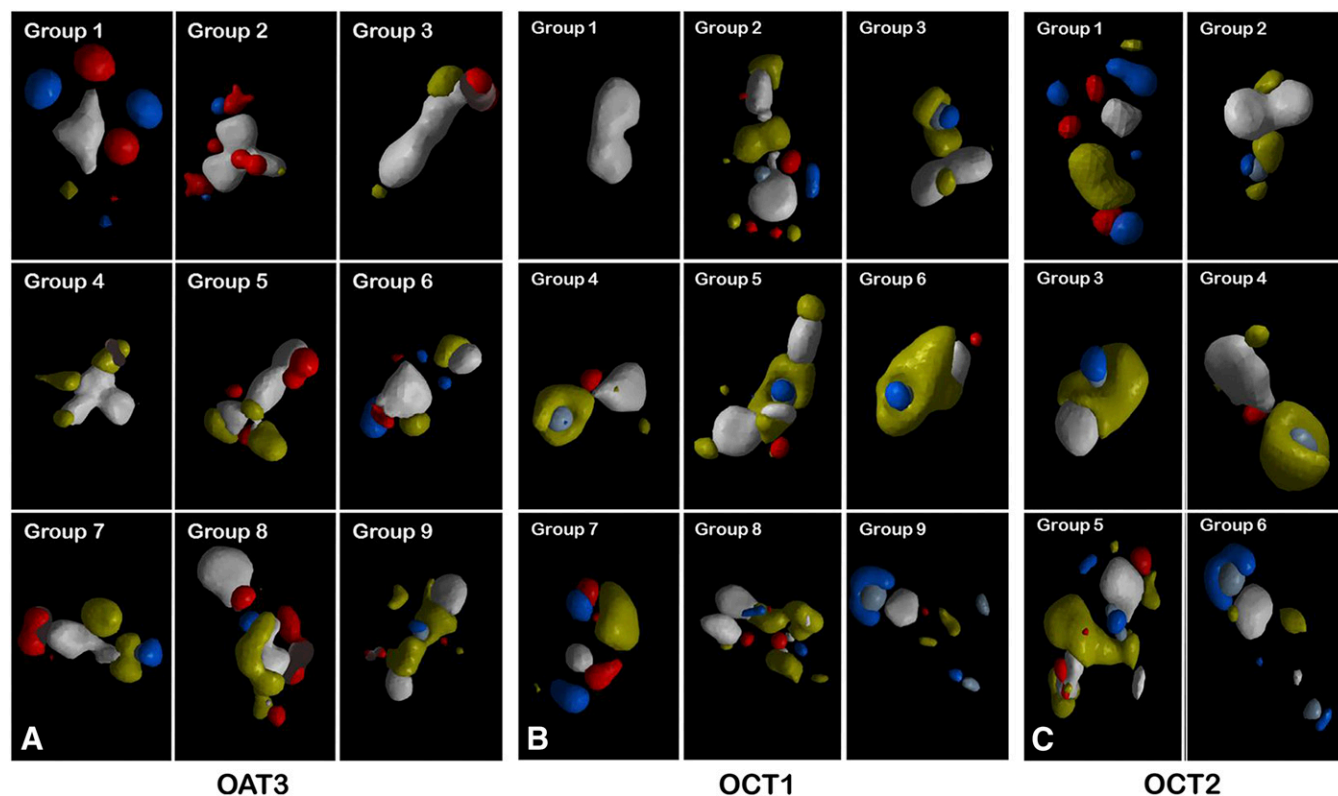 Group 1
Group 2
Group 3
Group 4
Group 5
Group 6
Group 7
Group 8
Group 9
A
OAT3
Group 1
Group 2
Group 3
Group 4
Group 5
Group 6
Group 7
Group 8
Group 9
B
OCT1
Group 1
Group 2
Group 3
Group 4
Group 5
Group 6
C
OCT2